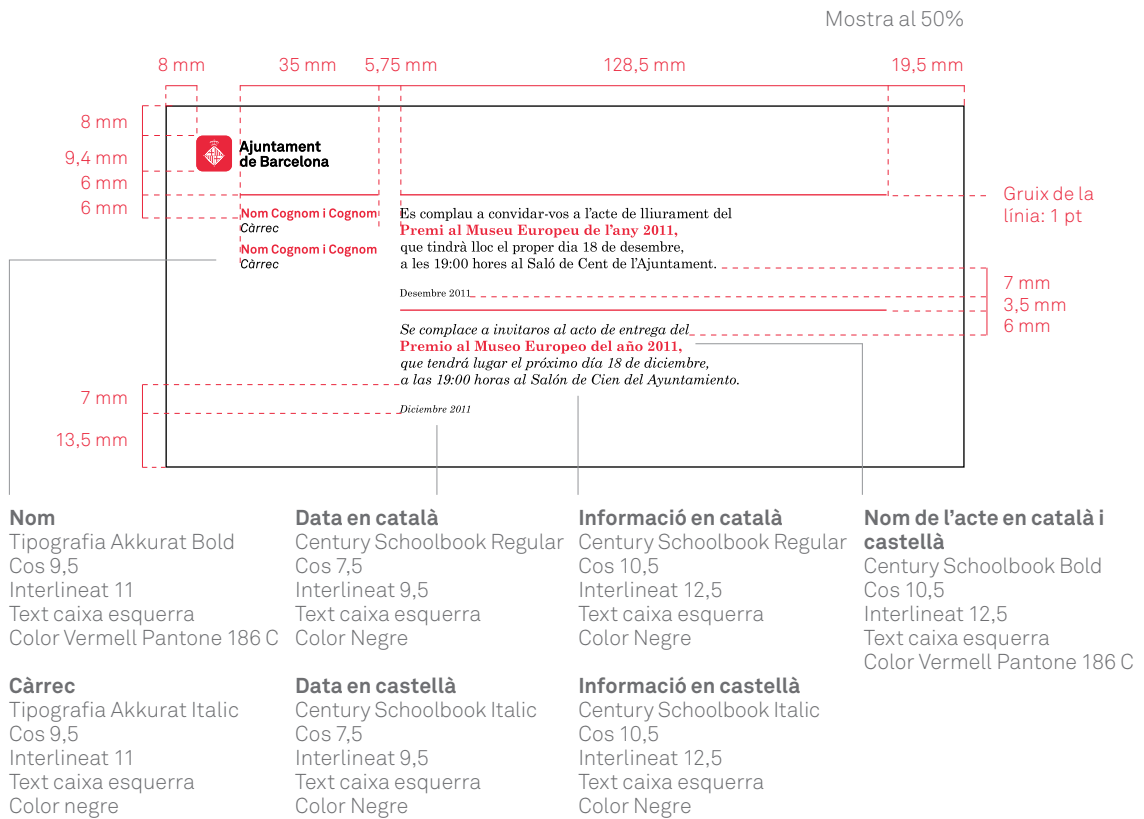 Mostra al 50%
8 mm 35 mm 5,75 mm 128,5 mm 19,5 mm
8 mm
9,4 mm
6 mm
6 mm
Ajuntament
de Barcelona
Gruix de la
línia: 1 pt
Nom Cognom i Cognom
Càrrec
Nom Cognom i Cognom
Càrrec
Es complau a convidar-vos a l’acte de lliurament del
Premi al Museu Europeu de l’any 2011,
que tindrà lloc el proper dia 18 de desembre,
a les 19:00 hores al Saló de Cent de l’Ajuntament.
Desembre 2011
7 mm
3,5 mm
6 mm
Se complace a invitaros al acto de entrega del
Premio al Museo Europeo del año 2011,
que tendrá lugar el próximo día 18 de diciembre,
a las 19:00 horas al Salón de Cien del Ayuntamiento.
Diciembre 2011
7 mm
13,5 mm
Nom
Tipografia Akkurat Bold
Cos 9,5
Interlineat 11
Text caixa esquerra
Color Vermell Pantone 186 C
Data en català
Century Schoolbook Regular
Cos 7,5
Interlineat 9,5
Text caixa esquerra
Color Negre
Informació en català
Century Schoolbook Regular
Cos 10,5
Interlineat 12,5
Text caixa esquerra
Color Negre
Nom de l’acte en català i
castellà
Century Schoolbook Bold
Cos 10,5
Interlineat 12,5
Text caixa esquerra
Color Vermell Pantone 186 C
Càrrec
Tipografia Akkurat Italic
Cos 9,5
Interlineat 11
Text caixa esquerra
Color negre
Data en castellà
Century Schoolbook Italic
Cos 7,5
Interlineat 9,5
Text caixa esquerra
Color Negre
Informació en castellà
Century Schoolbook Italic
Cos 10,5
Interlineat 12,5
Text caixa esquerra
Color Negre